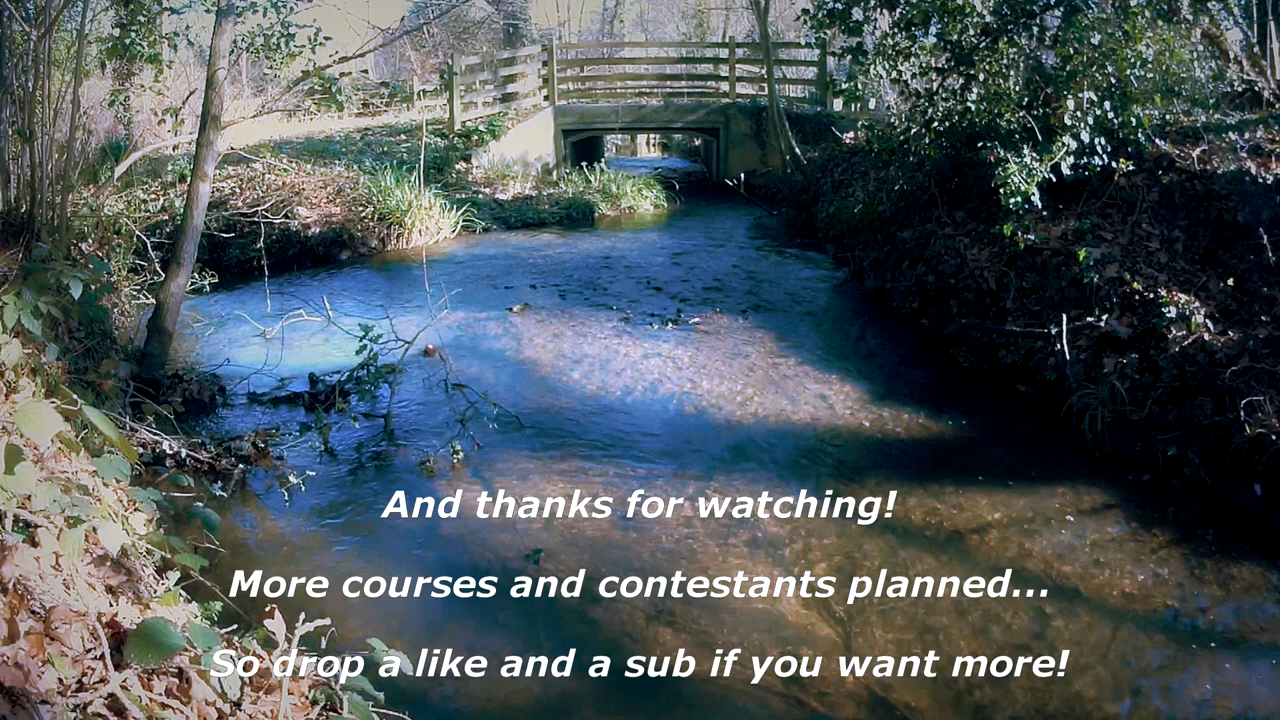 And thanks for watching!
More courses and contestants planned...
So drop a like and a sub if you want more!